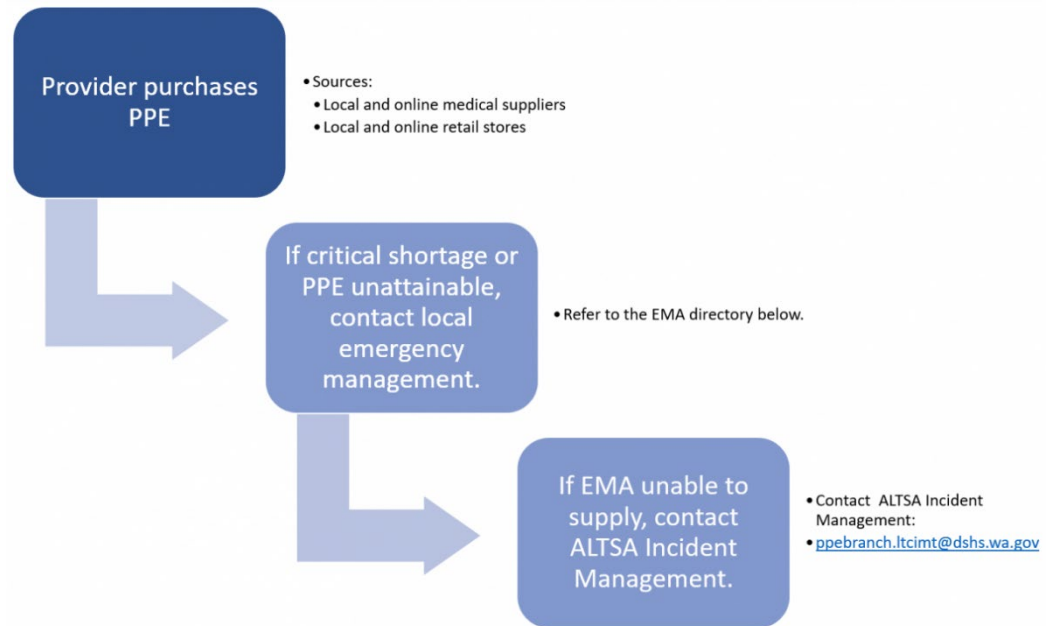 Provider purchases
PPE
• Sources:
• Local and online medical suppliers
• Local and online retail stores
If critical shortage or
PPE unattainable,
contact local
emergency
management.
• Refer to the EMA directory below.
If EMA unable to
supply, contact
ALTSA Incident
Management.
• Contact ALTSA Incident
Management:
• ppebranch.ltcimt@dshs.wa.gov